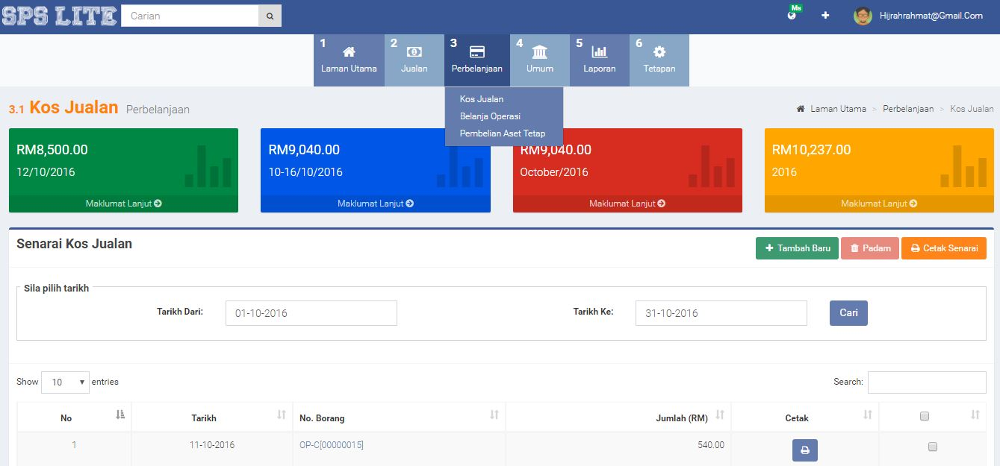 SPS LITE
Carian
Ms
Hijrahrahmat@Gmail.Com
1 Laman Utama
2 Jualan
3 Perbelanjaan
4 Umum
5 Laporan
6 Tetapan
Kos Jualan
Belanja Operasi
Pembelian Aset Tetap
3.1 Kos Jualan Perbelanjaan
Laman Utama > Perbelanjaan > Kos Jualan
RM8,500.00
12/10/2016
Maklumat Lanjut
RM9,040.00
10-16/10/2016
Maklumat Lanjut
RM9,040.00
October/2016
Maklumat Lanjut
RM10,237.00
2016
Maklumat Lanjut
Senarai Kos Jualan
Tambah Baru
Padam
Cetak Senarai
Sila pilih tarikh
Tarikh Dari: 01-10-2016
Tarikh Ke: 31-10-2016
Cari
Show 10 entries
Search:
No Tarikh No. Borang Jumlah (RM) Cetak
1 11-10-2016 OP-C[00000015] 540.00